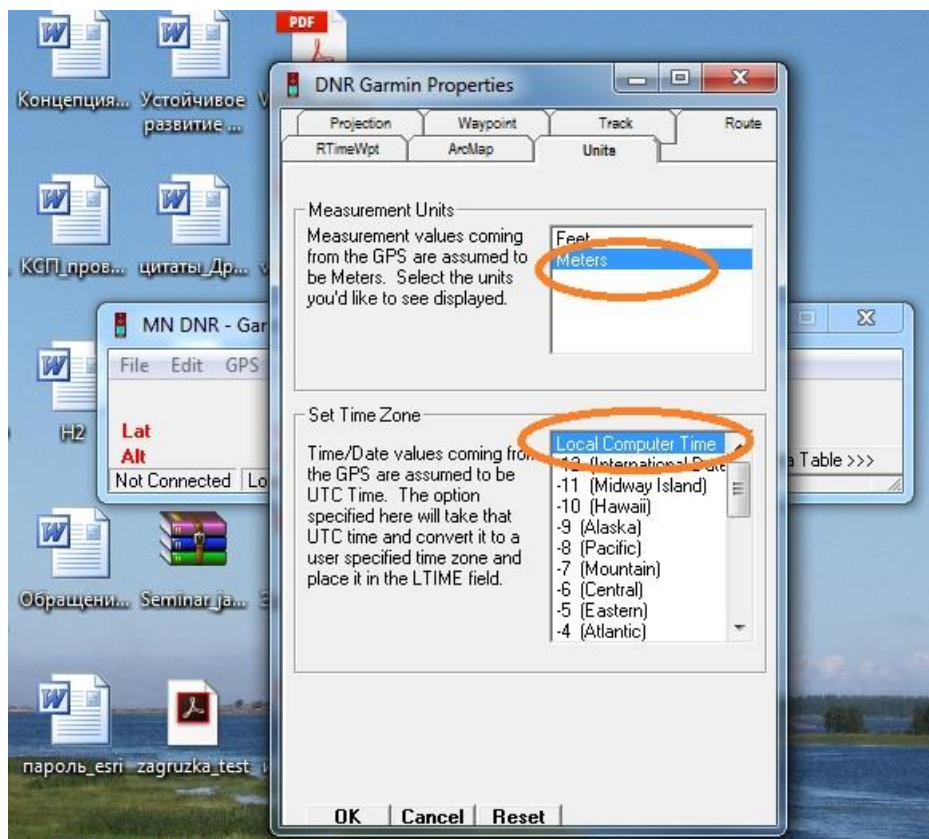 PDF
Концепция... Устойчивое
развитие ...
КСП_пров... цитаты_Др...
H2
Обращени... Seminar_ja...
пароль_esri zagruzka_test
DNR Garmin Properties
Projection Waypoint Track Route
RTimeWpt ArcMap Units
Measurement Units
Measurement values coming
from the GPS are assumed to
be Meters. Select the units
you'd like to see displayed.
Feet
Meters
Set Time Zone
Time/Date values coming from
the GPS are assumed to be
UTC Time. The option
specified here will take that
UTC time and convert it to a
user specified time zone and
place it in the LTIME field.
Local Computer Time
-12 (International Date
-11 (Midway Island)
-10 (Hawaii)
-9 (Alaska)
-8 (Pacific)
-7 (Mountain)
-6 (Central)
-5 (Eastern)
-4 (Atlantic)
OK Cancel Reset
MN DNR - Gar
File Edit GPS
Lat
Alt
Not Connected Lo
a Table >>>